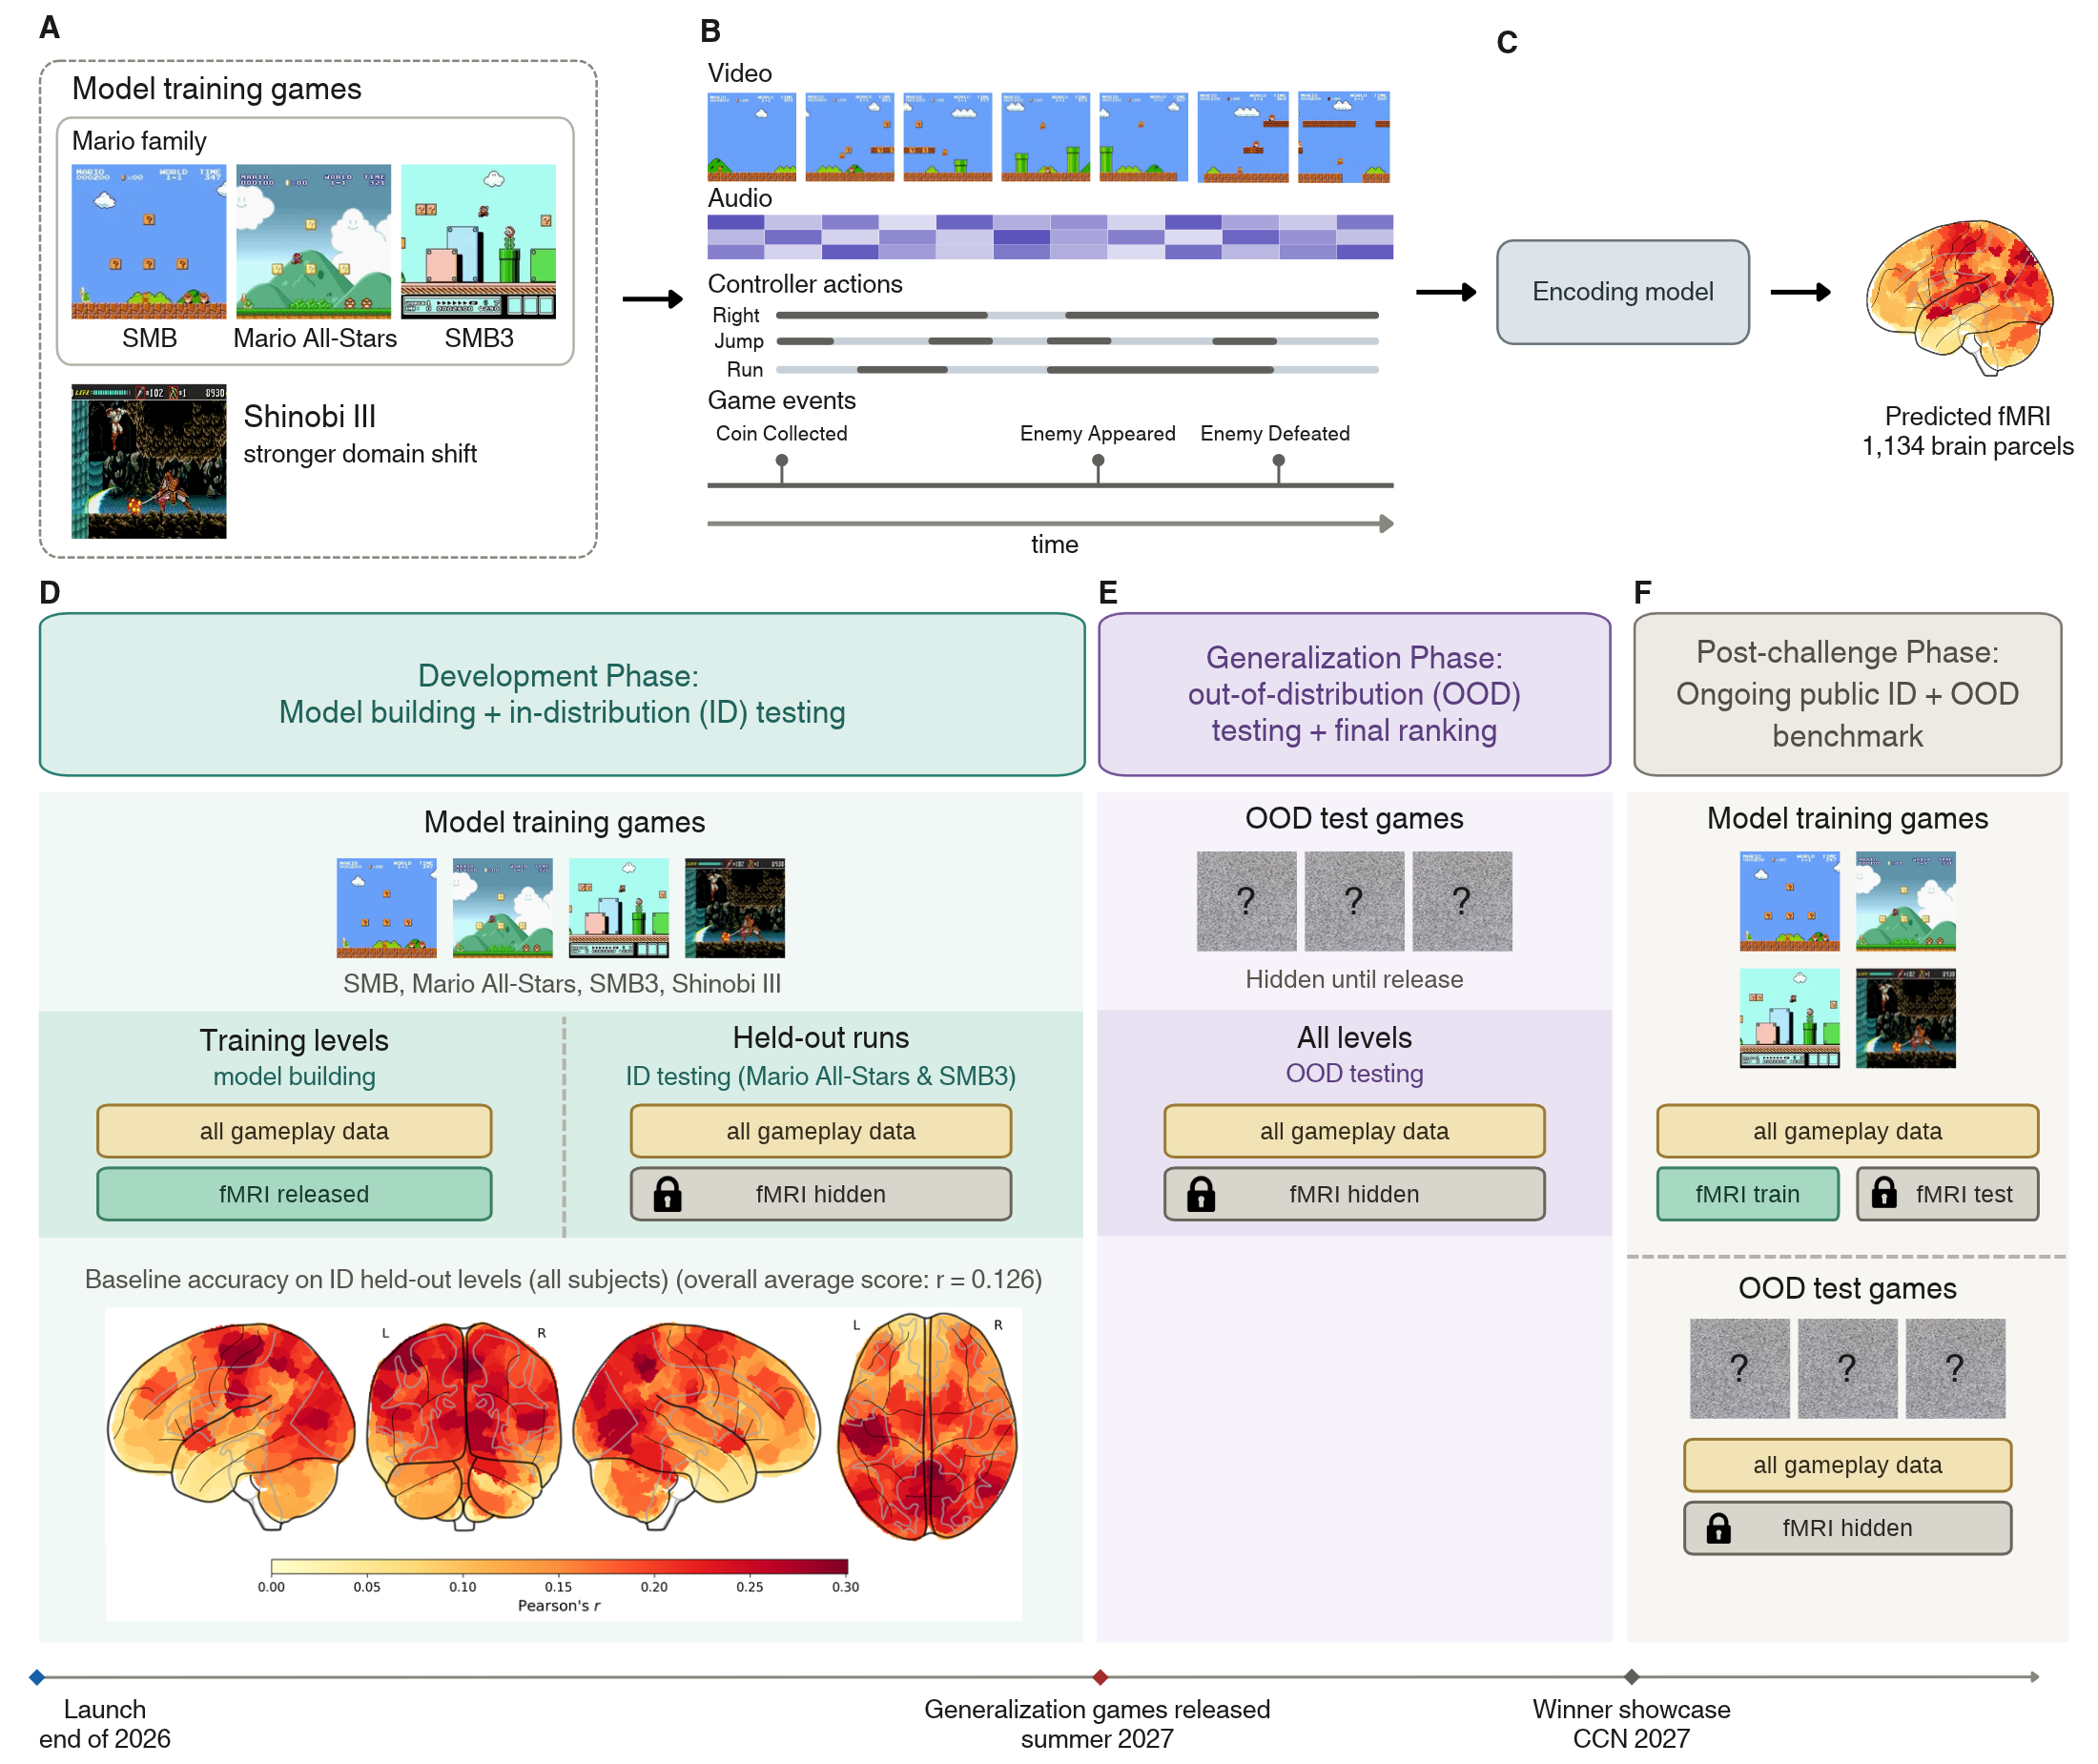 A
Model training games
Mario family
MARIO WORLD TIME
000200 ×00 1-1 347
SMB
Mario All-Stars
SMB3
Shinobi III
stronger domain shift
B
Video
Audio
Controller actions
Right
Jump
Run
Game events
Coin Collected
Enemy Appeared
Enemy Defeated
time
C
Encoding model
Predicted fMRI
1,134 brain parcels
D
Development Phase:
Model building + in-distribution (ID) testing
Model training games
SMB, Mario All-Stars, SMB3, Shinobi III
Training levels
model building
all gameplay data
fMRI released
Held-out runs
ID testing (Mario All-Stars & SMB3)
all gameplay data
fMRI hidden
Baseline accuracy on ID held-out levels (all subjects) (overall average score: r = 0.126)
L R
L R
0.00 0.05 0.10 0.15 0.20 0.25 0.30
Pearson's r
E
Generalization Phase:
out-of-distribution (OOD)
testing + final ranking
OOD test games
? ? ?
Hidden until release
All levels
OOD testing
all gameplay data
fMRI hidden
F
Post-challenge Phase:
Ongoing public ID + OOD
benchmark
Model training games
all gameplay data
fMRI train
fMRI test
OOD test games
? ? ?
all gameplay data
fMRI hidden
Launch
end of 2026
Generalization games released
summer 2027
Winner showcase
CCN 2027